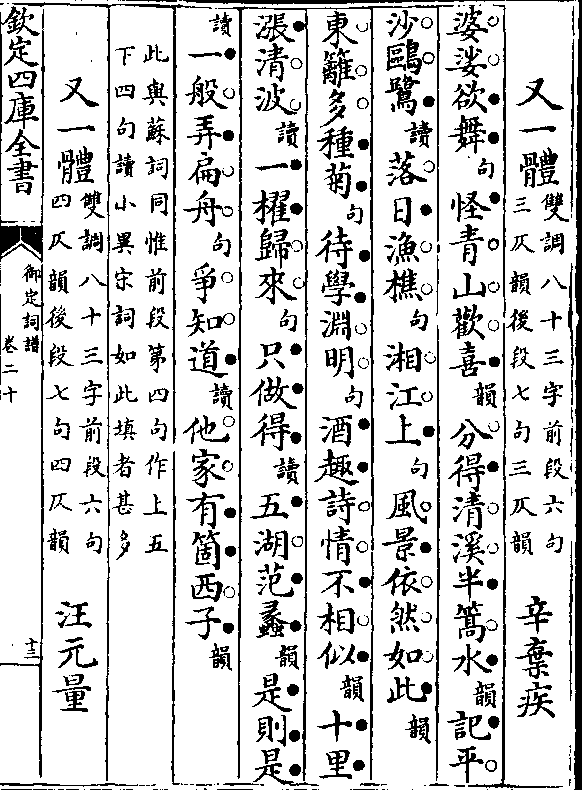 又一體
雙調八十三字前段六句
三仄韻後段七句三仄韻
辛棄疾
婆娑欲舞句怪青山歡喜韻分得清溪半篙水韻記平
沙鷗鷺讀落日漁樵句湘江上句風景依然如此韻
東籬多種菊句待學淵明句酒趣詩情不相似韻十里
漲清波讀一櫂歸來句只做得讀五湖范蠡韻是則是
讀一般弄扁舟句爭知道讀他家有箇西子韻
此與蘇詞同惟前段第四句作上五
下四句讀小異宋詞如此填者甚多
又一體
雙調八十三字前段六句
四仄韻後段七句四仄韻
汪元量
欽定四庫全書
御定詞譜
卷二十
十三